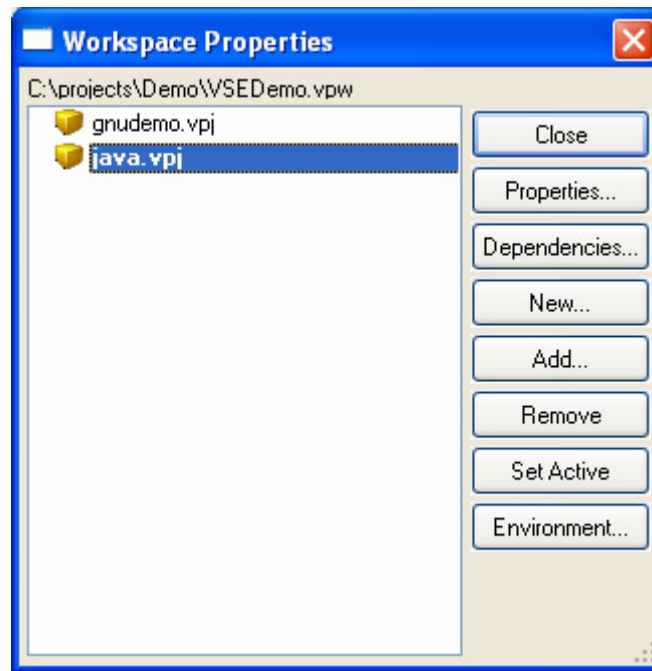 Workspace Properties
C:\projects\Demo\VSEDemo.vpw
gnudemo.vpj
java.vpj
Close
Properties...
Dependencies...
New...
Add...
Remove
Set Active
Environment...